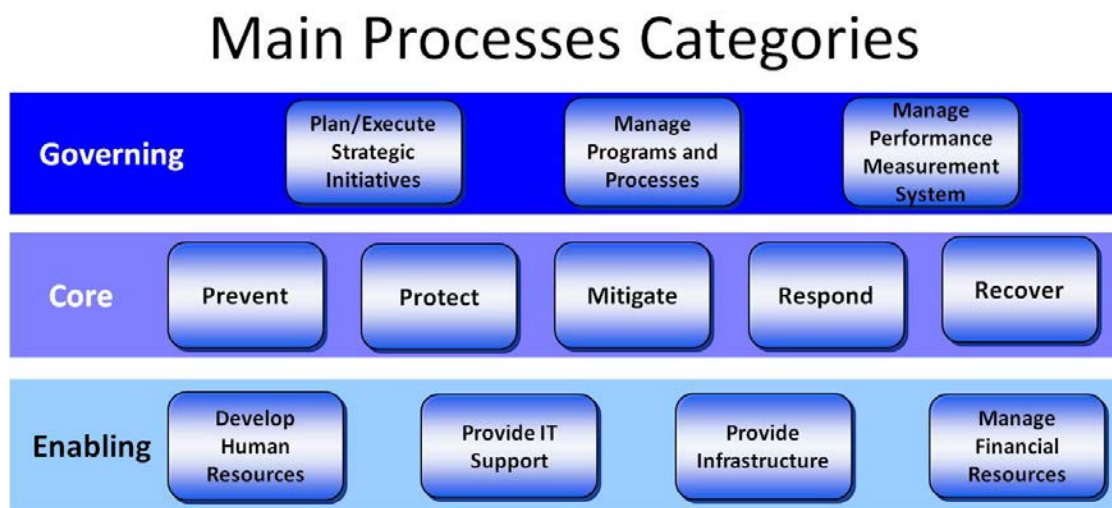 Main Processes Categories
Governing
Plan/Execute
Strategic
Initiatives
Manage
Programs and
Processes
Manage
Performance
Measurement
System
Core
Prevent
Protect
Mitigate
Respond
Recover
Enabling
Develop
Human
Resources
Provide IT
Support
Provide
Infrastructure
Manage
Financial
Resources